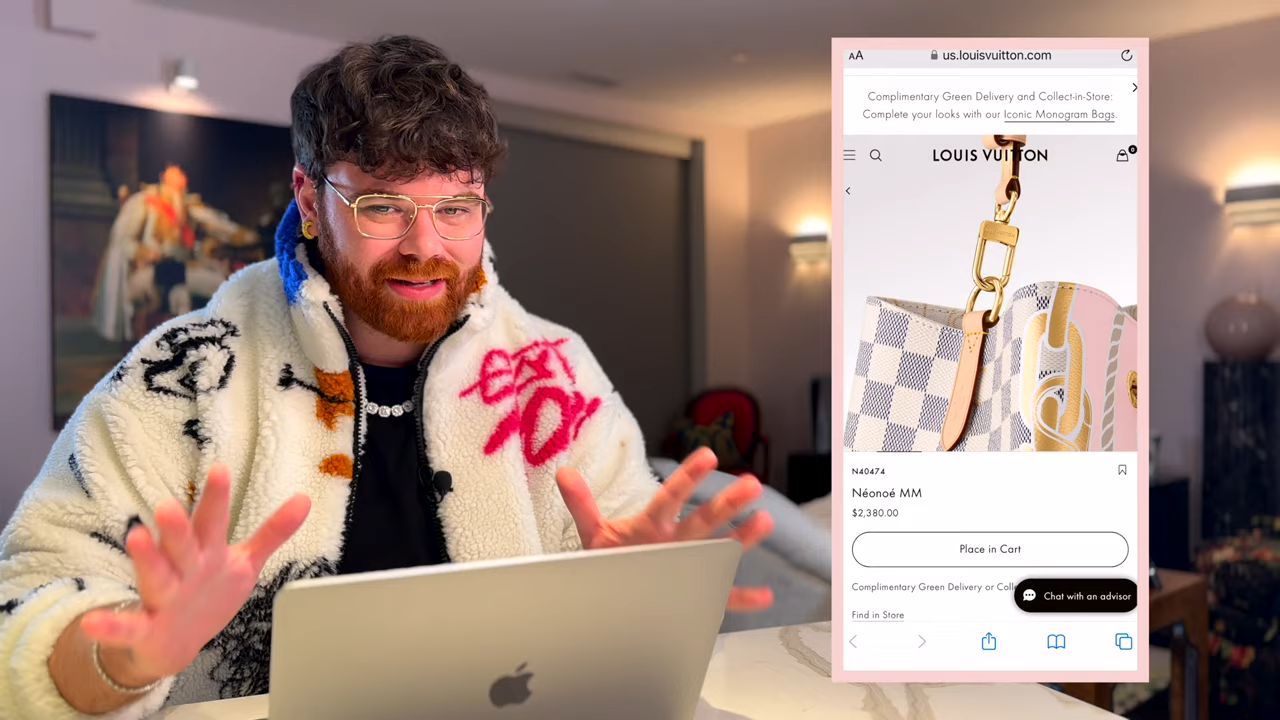 AA us.louisvuitton.com
Complimentary Green Delivery and Collect-in-Store:
Complete your looks with our Iconic Monogram Bags.
LOUIS VUITTON
0
N40474
Néonoé MM
$2,380.00
Place in Cart
Complimentary Green Delivery or
Chat with an advisor
Find in Store